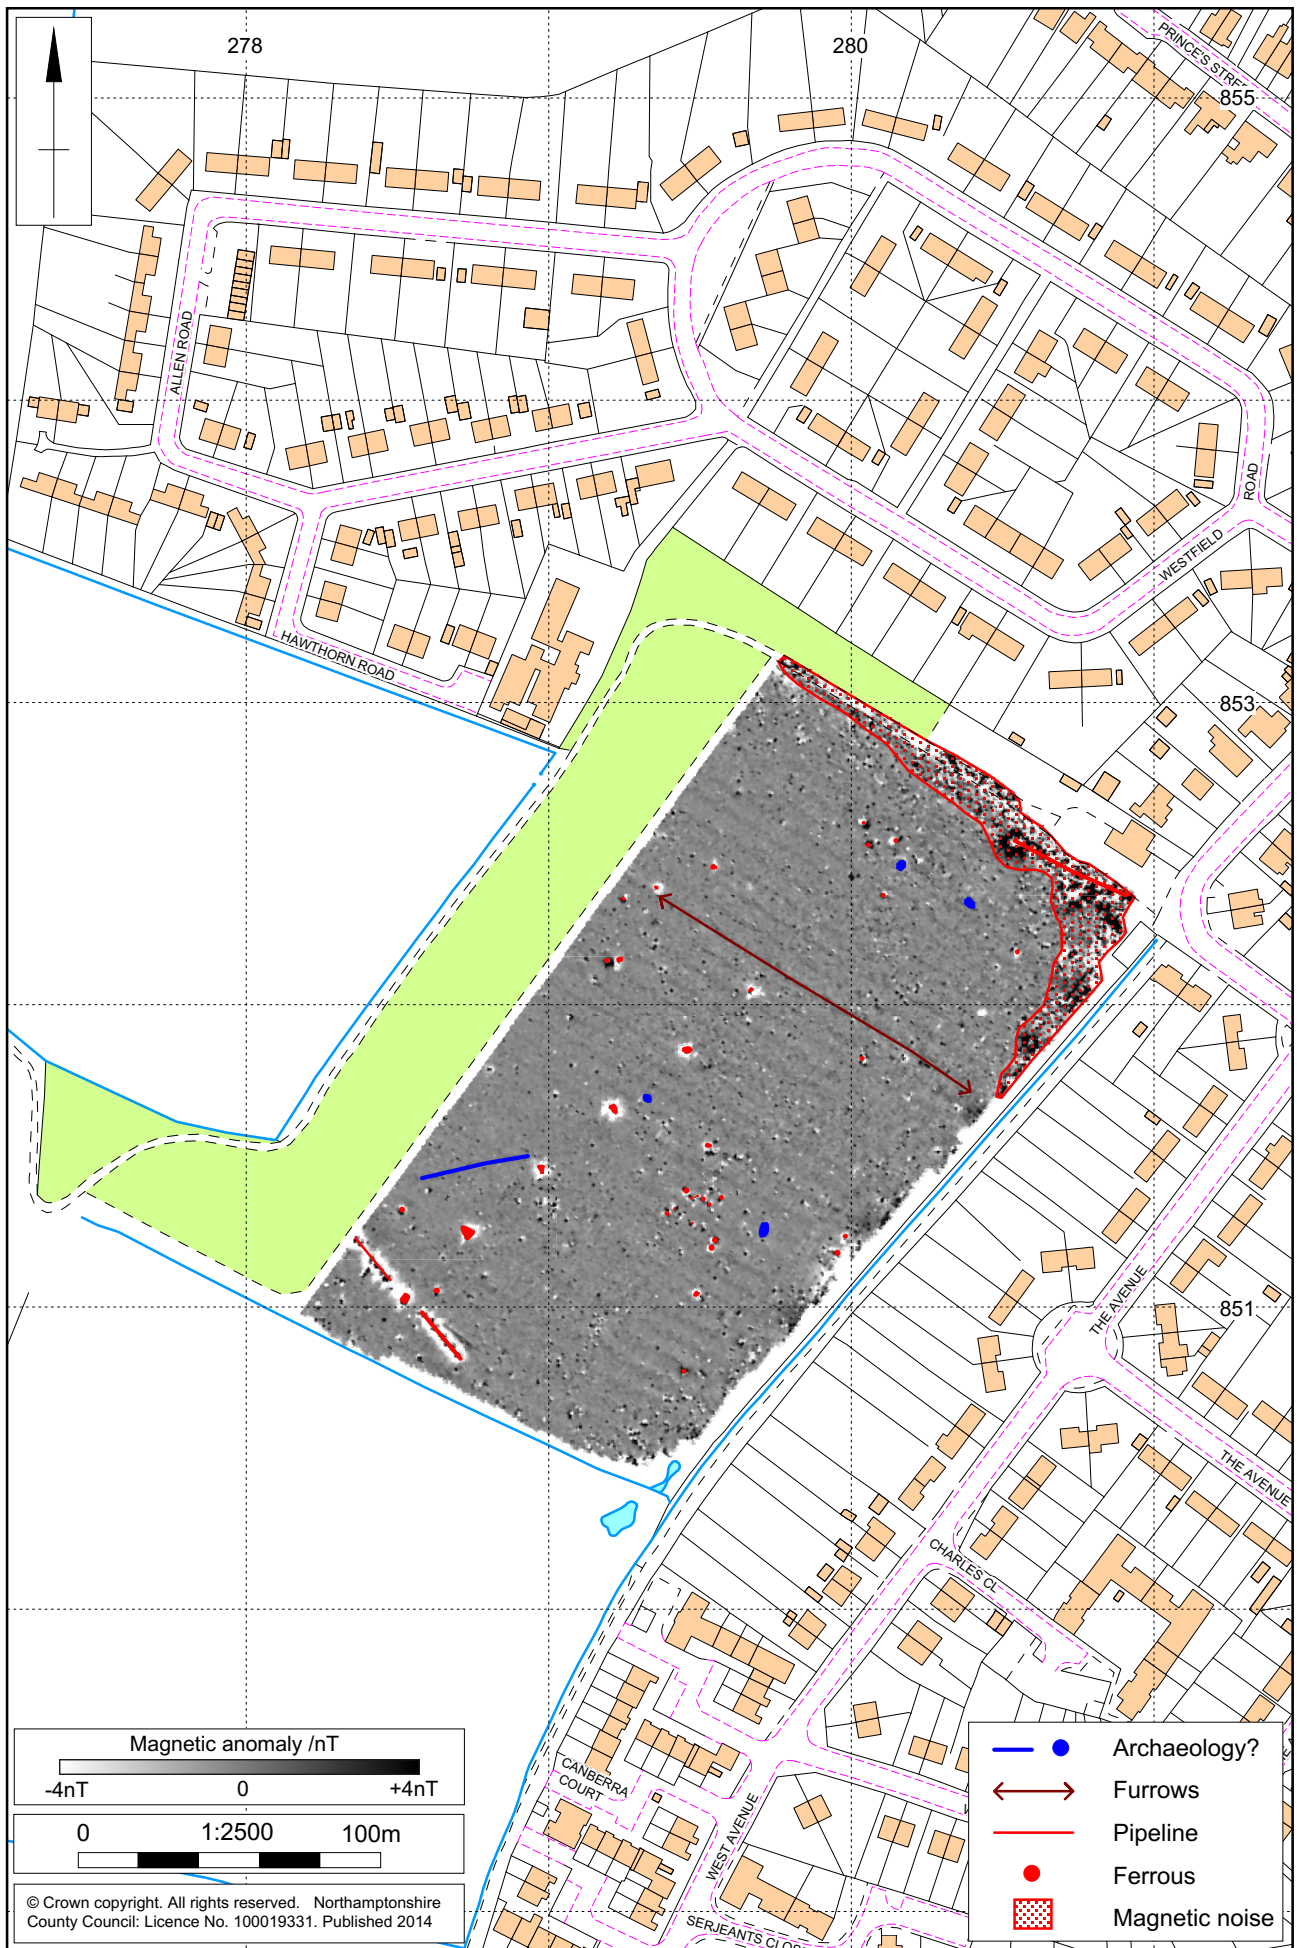 278
280
PRINCE'S STREET
855
ALLEN ROAD
ROAD
WESTFIELD
HAWTHORN ROAD
853
851
THE AVENUE
THE AVENUE
CHARLES CL
CANBERRA
COURT
WEST AVENUE
SERJEANTS CLOS
Magnetic anomaly /nT
-4nT 0 +4nT
0 1:2500 100m
© Crown copyright. All rights reserved. Northamptonshire
County Council: Licence No. 100019331. Published 2014
Archaeology?
Furrows
Pipeline
Ferrous
Magnetic noise